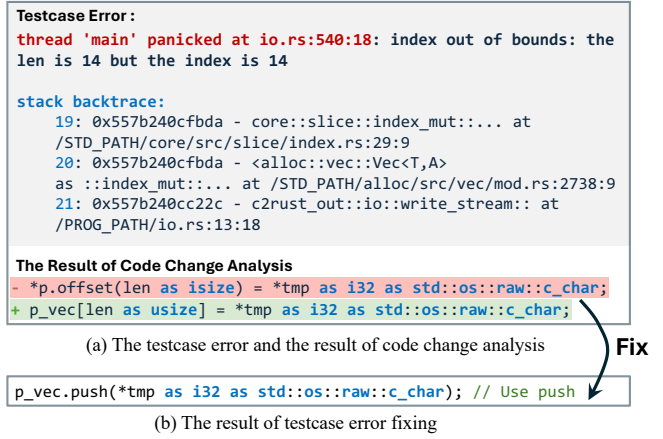 Testcase Error :
thread 'main' panicked at io.rs:540:18: index out of bounds: the
len is 14 but the index is 14
stack backtrace:
19: 0x557b240cfbda - core::slice::index_mut::... at
/STD_PATH/core/src/slice/index.rs:29:9
20: 0x557b240cfbda - <alloc::vec::Vec<T,A>
as ::index_mut::... at /STD_PATH/alloc/src/vec/mod.rs:2738:9
21: 0x557b240cc22c - c2rust_out::io::write_stream:: at
/PROG_PATH/io.rs:13:18
The Result of Code Change Analysis
- *p.offset(len as isize) = *tmp as i32 as std::os::raw::c_char;
+ p_vec[len as usize] = *tmp as i32 as std::os::raw::c_char;
(a) The testcase error and the result of code change analysis
Fix
p_vec.push(*tmp as i32 as std::os::raw::c_char); // Use push
(b) The result of testcase error fixing